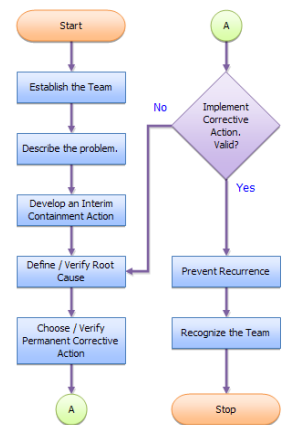 Start
Establish the Team
Describe the problem.
Develop an Interim
Containment Action
Define / Verify Root
Cause
Choose / Verify
Permanent Corrective
Action
A
A
Implement
Corrective
Action.
Valid?
No
Yes
Prevent Recurrence
Recognize the Team
Stop